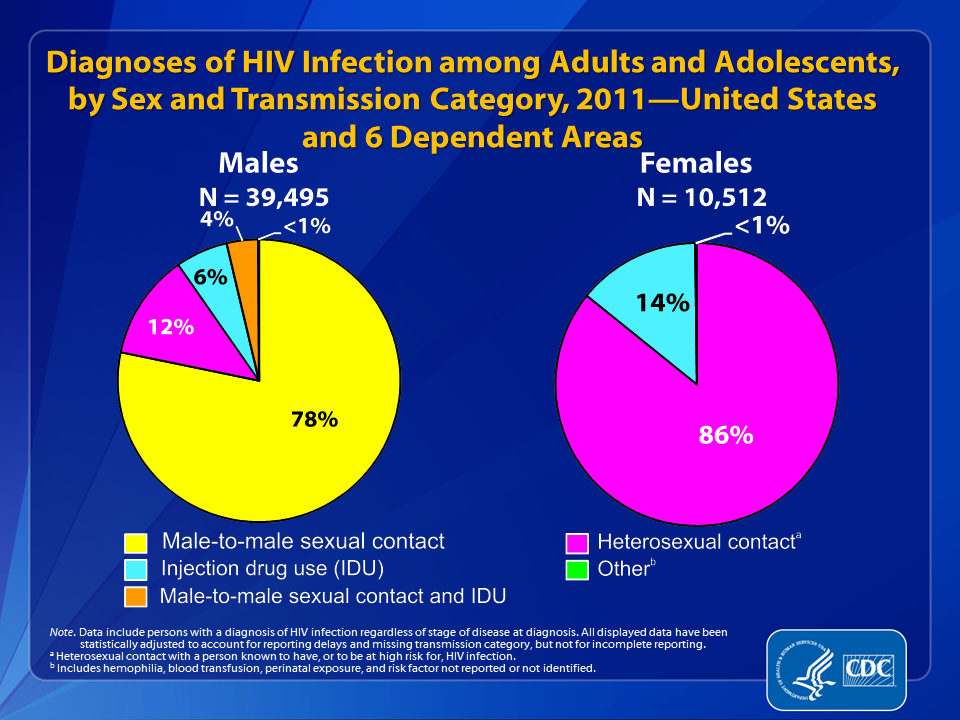 Diagnoses of HIV Infection among Adults and Adolescents,
by Sex and Transmission Category, 2011—United States
and 6 Dependent Areas
Males
N = 39,495
4%
<1%
6%
12%
78%
Females
N = 10,512
<1%
14%
86%
Male-to-male sexual contact
Injection drug use (IDU)
Male-to-male sexual contact and IDU
Heterosexual contactᵃ
Otherᵇ
Note. Data include persons with a diagnosis of HIV infection regardless of stage of disease at diagnosis. All displayed data have been
statistically adjusted to account for reporting delays and missing transmission category, but not for incomplete reporting.
ᵃ Heterosexual contact with a person known to have, or to be at high risk for, HIV infection.
ᵇ Includes hemophilia, blood transfusion, perinatal exposure, and risk factor not reported or not identified.
DEPARTMENT OF HEALTH & HUMAN SERVICES USA
CDC